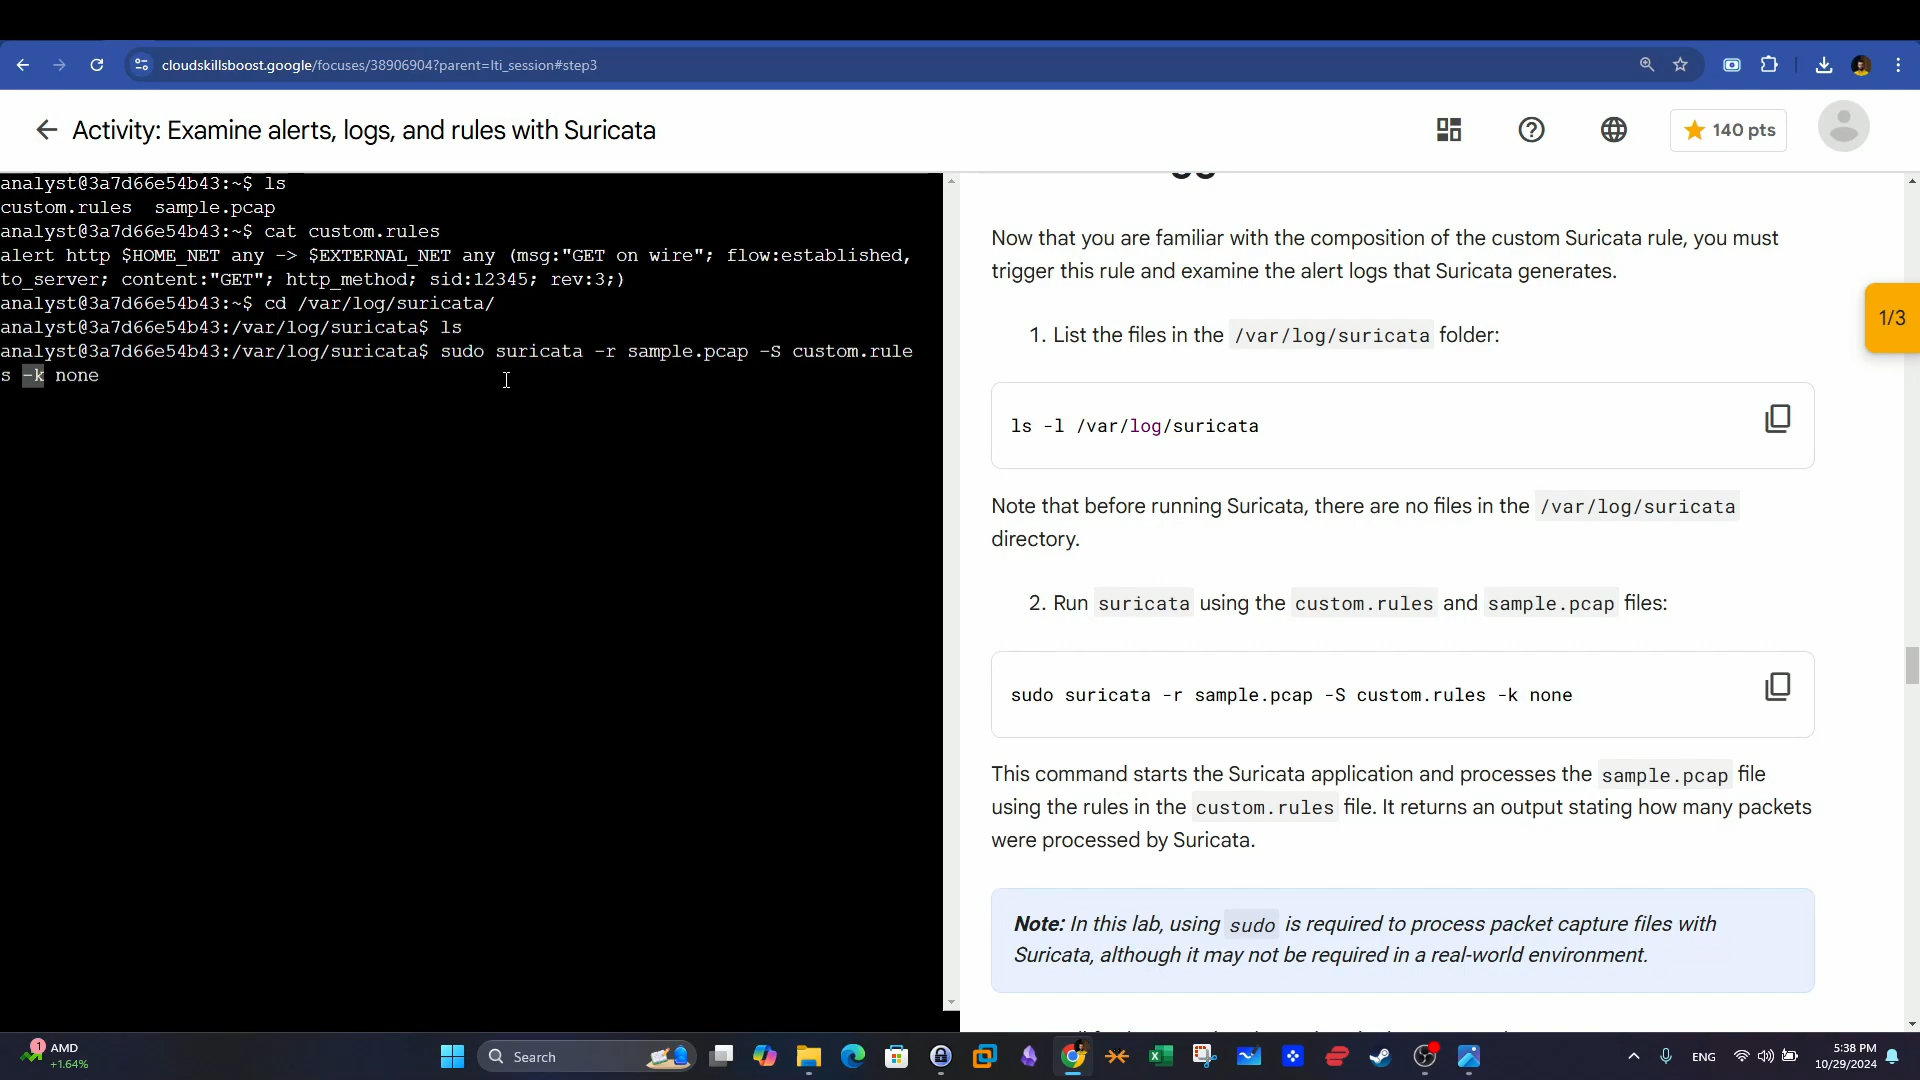 cloudskillsboost.google/focuses/38906904?parent=lti_session#step3
Activity: Examine alerts, logs, and rules with Suricata
140 pts
analyst@3a7d66e54b43:~$ ls
custom.rules  sample.pcap
analyst@3a7d66e54b43:~$ cat custom.rules
alert http $HOME_NET any -> $EXTERNAL_NET any (msg:"GET on wire"; flow:established,
to_server; content:"GET"; http_method; sid:12345; rev:3;)
analyst@3a7d66e54b43:~$ cd /var/log/suricata/
analyst@3a7d66e54b43:/var/log/suricata$ ls
analyst@3a7d66e54b43:/var/log/suricata$ sudo suricata -r sample.pcap -S custom.rule
s -k none
Now that you are familiar with the composition of the custom Suricata rule, you must
trigger this rule and examine the alert logs that Suricata generates.
1. List the files in the /var/log/suricata folder:
ls -l /var/log/suricata
Note that before running Suricata, there are no files in the /var/log/suricata
directory.
2. Run suricata using the custom.rules and sample.pcap files:
sudo suricata -r sample.pcap -S custom.rules -k none
This command starts the Suricata application and processes the sample.pcap file
using the rules in the custom.rules file. It returns an output stating how many packets
were processed by Suricata.
Note: In this lab, using sudo is required to process packet capture files with
Suricata, although it may not be required in a real-world environment.
1/3
1
AMD
+1.64%
Search
ENG
5:38 PM
10/29/2024